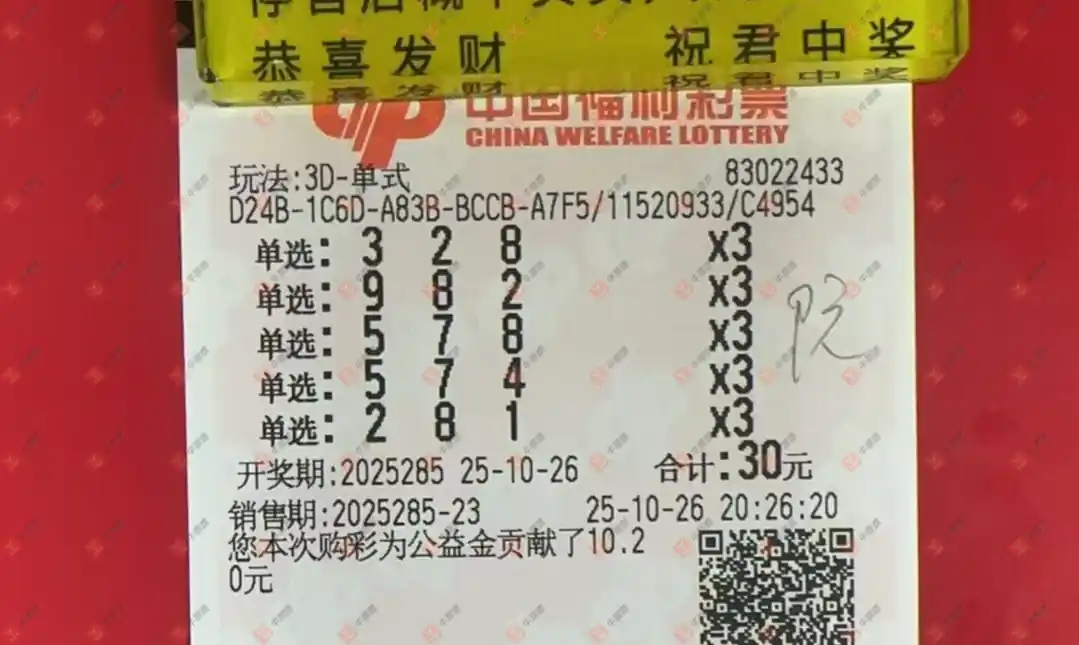 恭喜发财 祝君中奖
中国福利彩票
CHINA WELFARE LOTTERY
玩法:3D-单式 83022433
D24B-1C6D-A83B-BCCB-A7F5/11520933/C4954
单选: 3 2 8 x3
单选: 9 8 2 x3
单选: 5 7 8 x3
单选: 5 7 4 x3
单选: 2 8 1 x3
院
开奖期:2025285 25-10-26 合计:30元
销售期:2025285-23 25-10-26 20:26:20
您本次购彩为公益金贡献了10.2
0元